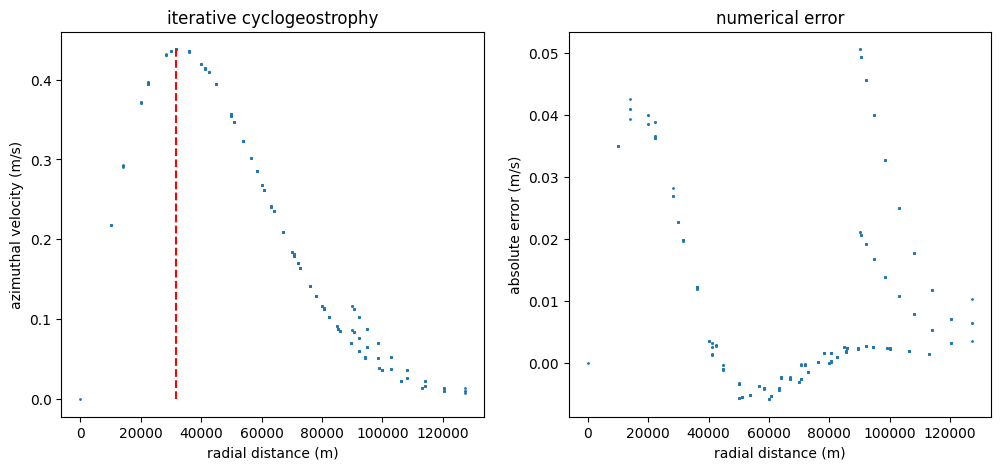 iterative cyclogeostrophy
numerical error
azimuthal velocity (m/s)
0.4
0.3
0.2
0.1
0.0
0 20000 40000 60000 80000 100000 120000
radial distance (m)
absolute error (m/s)
0.05
0.04
0.03
0.02
0.01
0.00
0 20000 40000 60000 80000 100000 120000
radial distance (m)